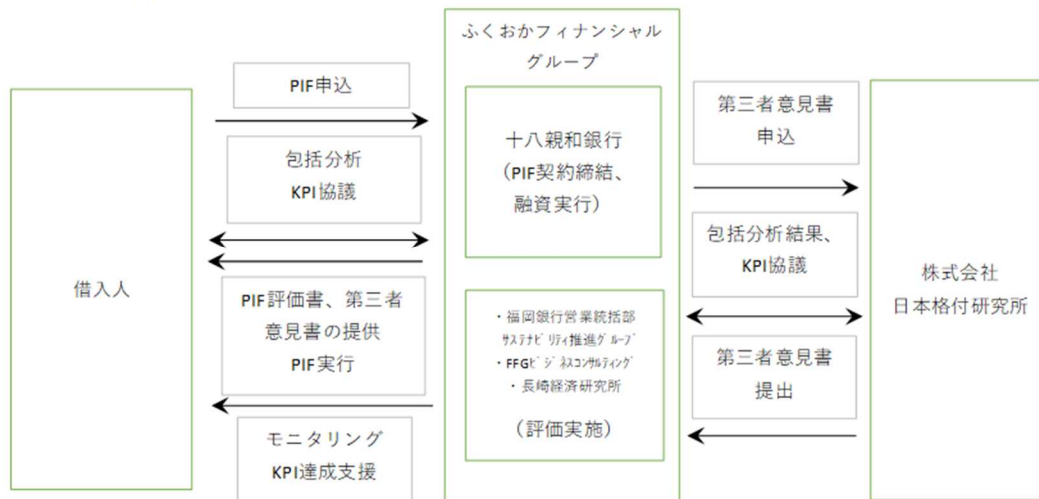 借入人
PIF申込
包括分析
KPI協議
PIF評価書、第三者
意見書の提供
PIF実行
モニタリング
KPI達成支援
ふくおかフィナンシャル
グループ
十八親和銀行
(PIF契約締結、
融資実行)
・福岡銀行営業統括部
サステナビリティ推進グループ
・FFGビジネスコンサルティング
・長崎経済研究所
(評価実施)
第三者意見書
申込
包括分析結果、
KPI協議
第三者意見書
提出
株式会社
日本格付研究所